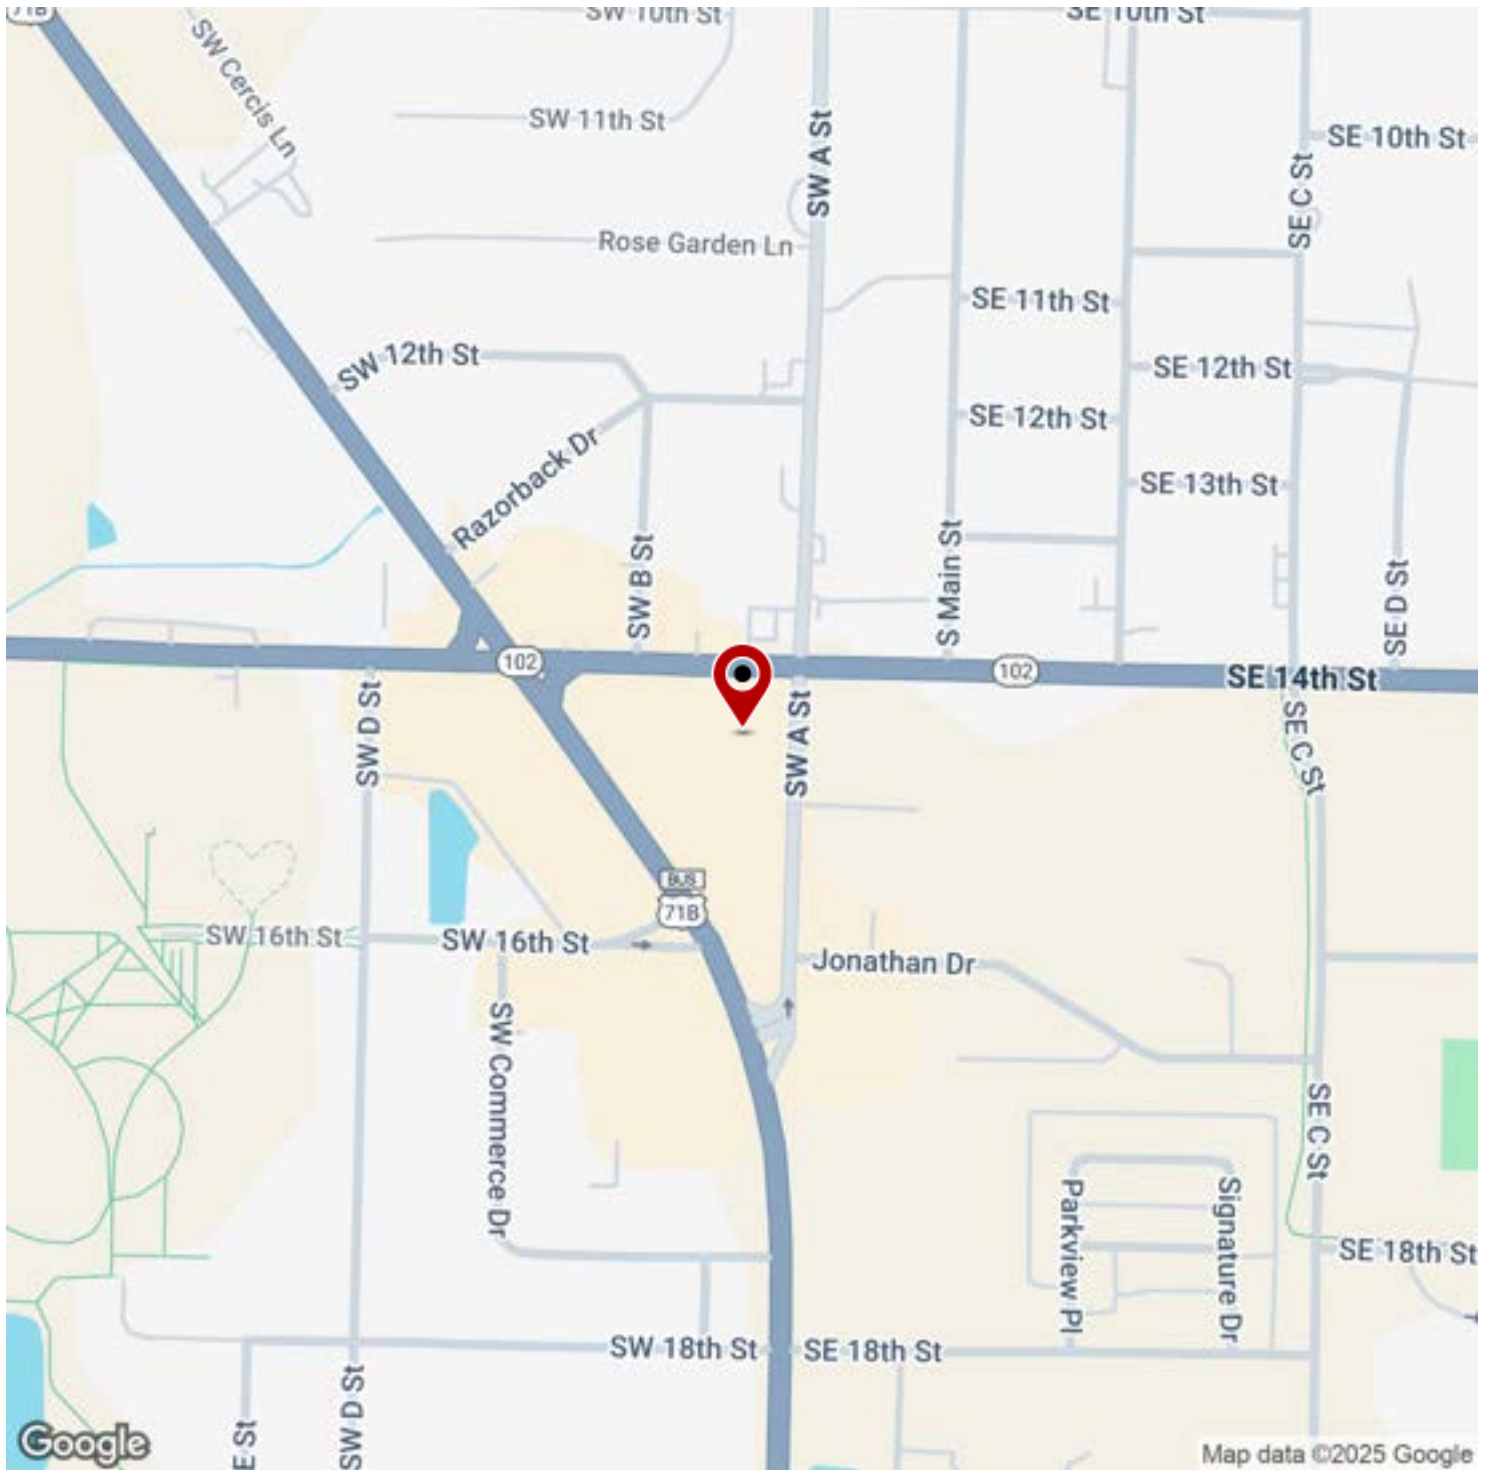 71B
SW 10th St
SE 10th St
SW Cercis Ln
SW 11th St
SW A St
SE 10th St
SE C St
Rose Garden Ln
SE 11th St
SW 12th St
SE 12th St
SE 12th St
Razorback Dr
SE 13th St
SW B St
S Main St
SE D St
102
102
SE 14th St
SW D St
SW A St
SE C St
BUS
71B
SW 16th St
SW 16th St
Jonathan Dr
SW Commerce Dr
SE C St
Parkview Pl
Signature Dr
SE 18th St
SW 18th St
SE 18th St
E St
SW D St
Google
Map data ©2025 Google